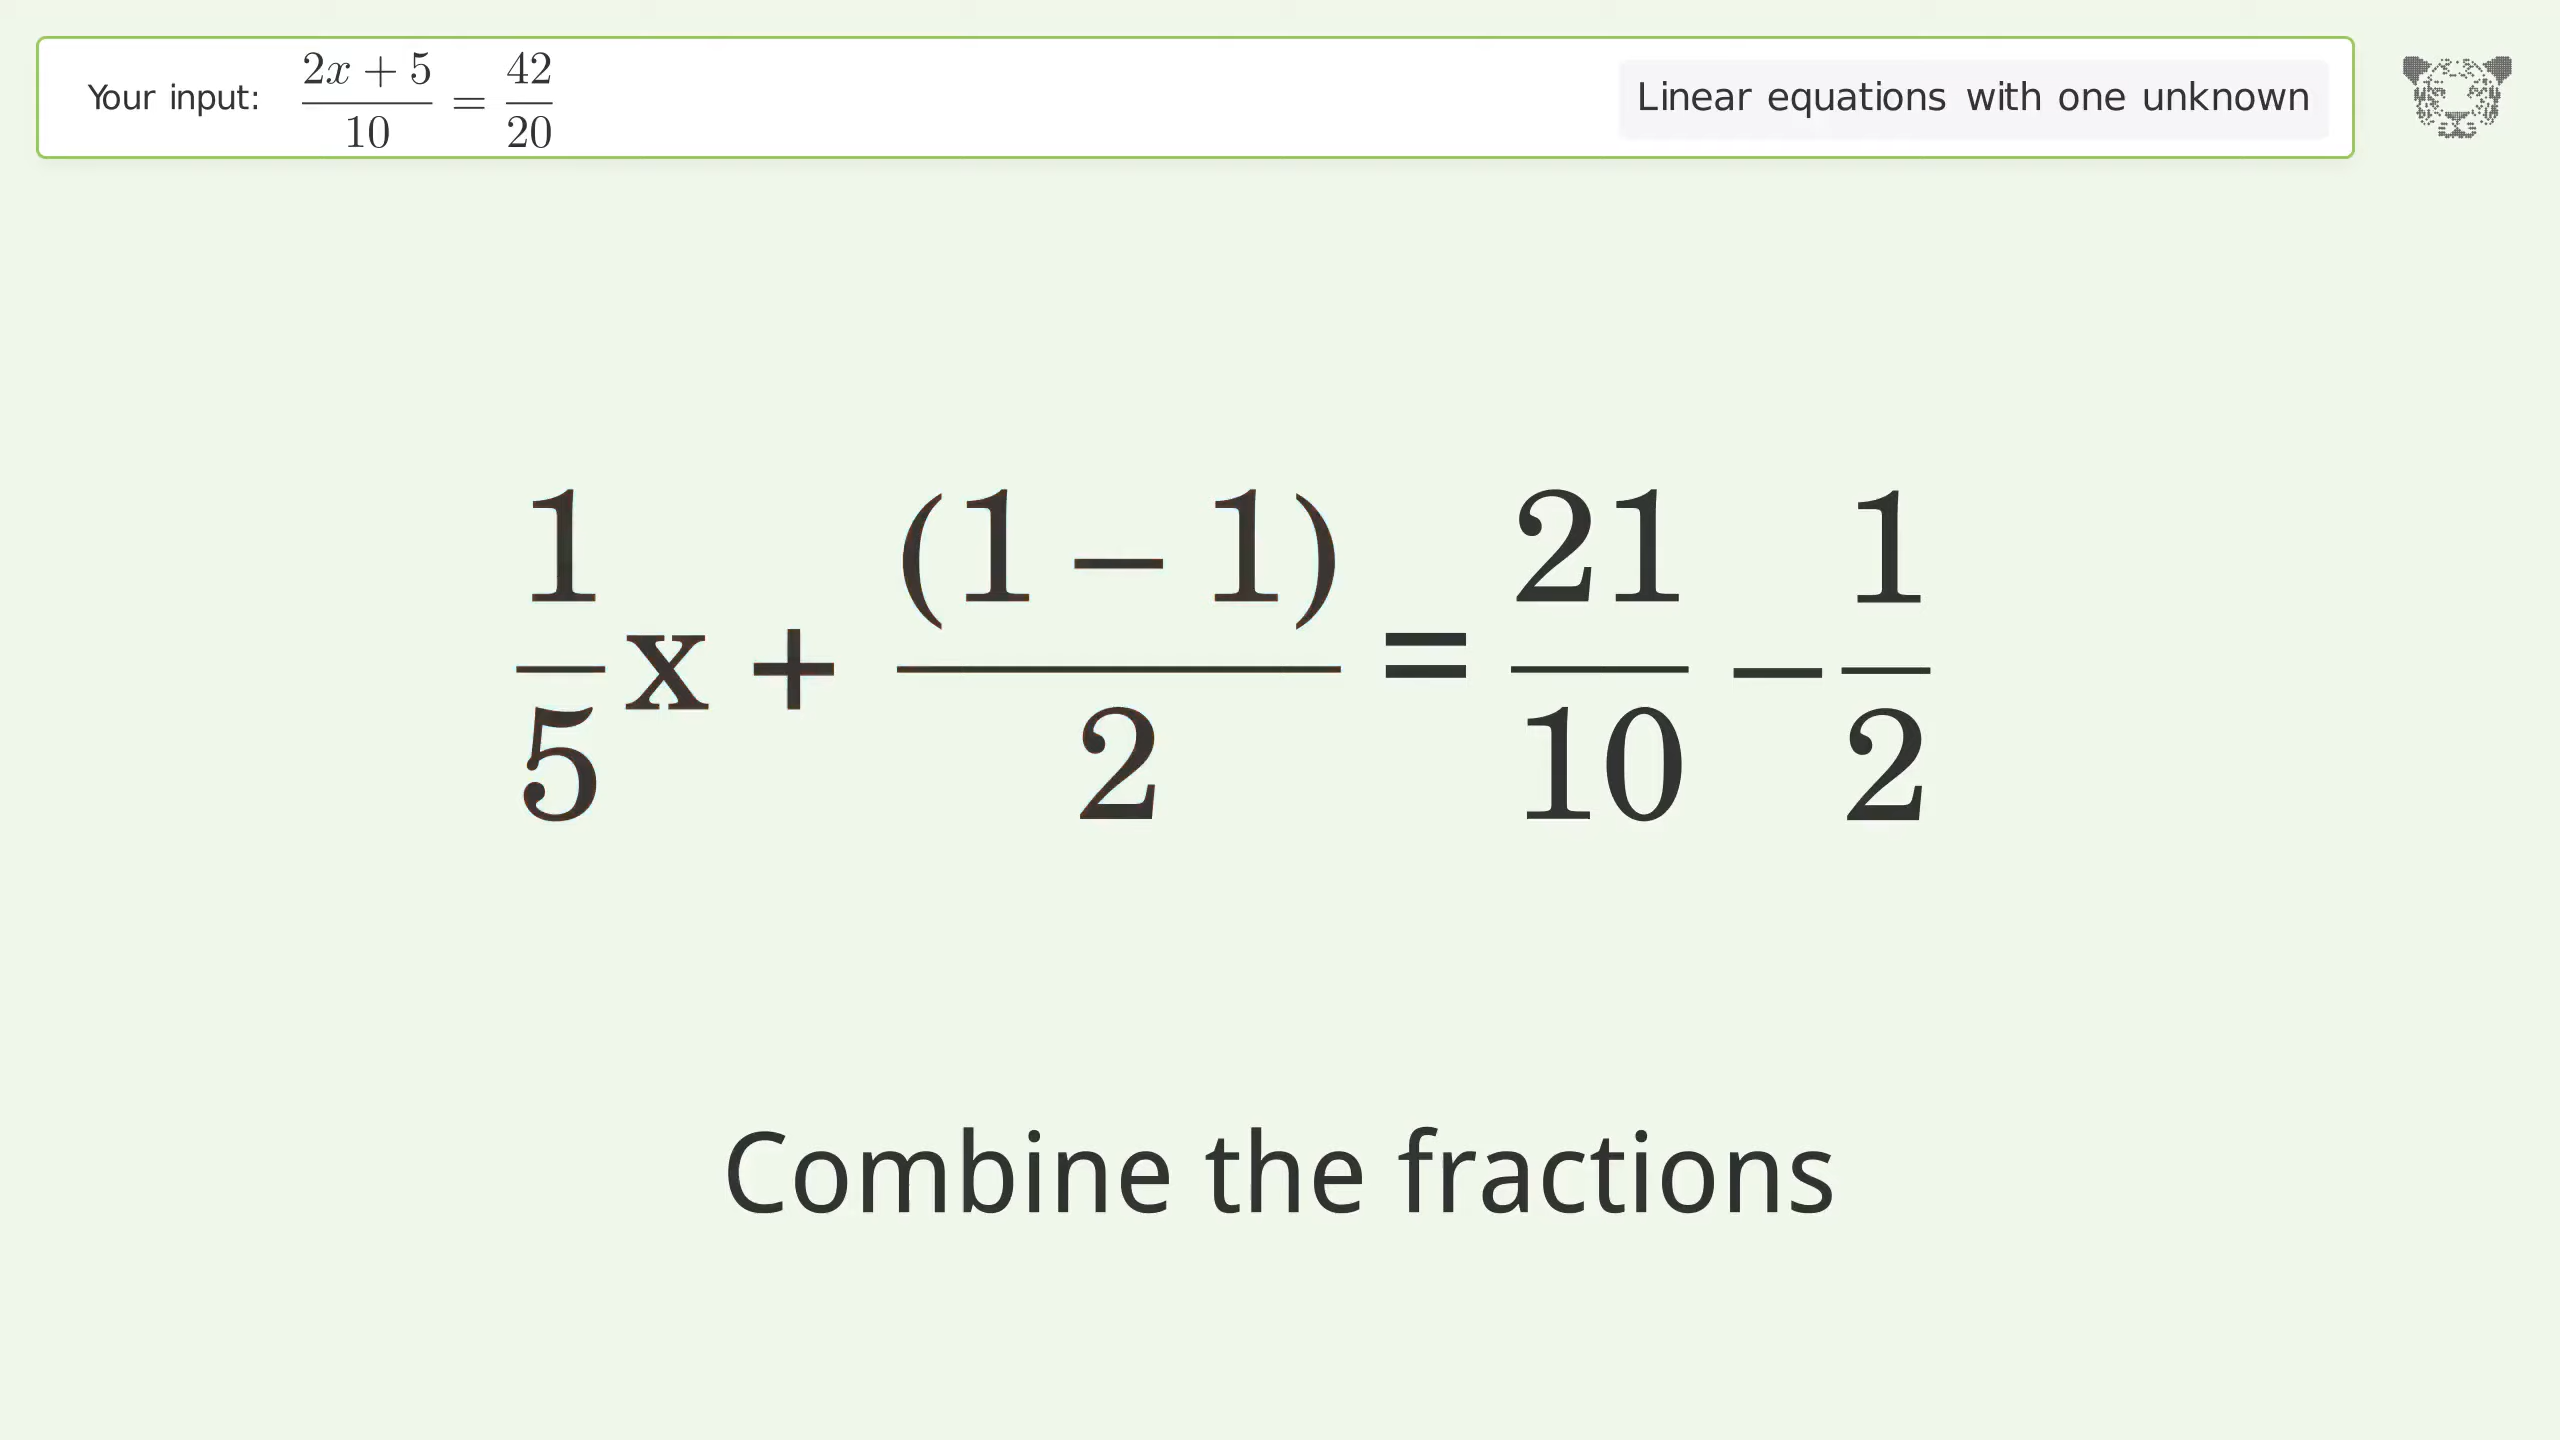 Your input: (2x + 5)/10 = 42/20
Linear equations with one unknown
1/5 x + (1 − 1)/2 = 21/10 − 1/2
Combine the fractions